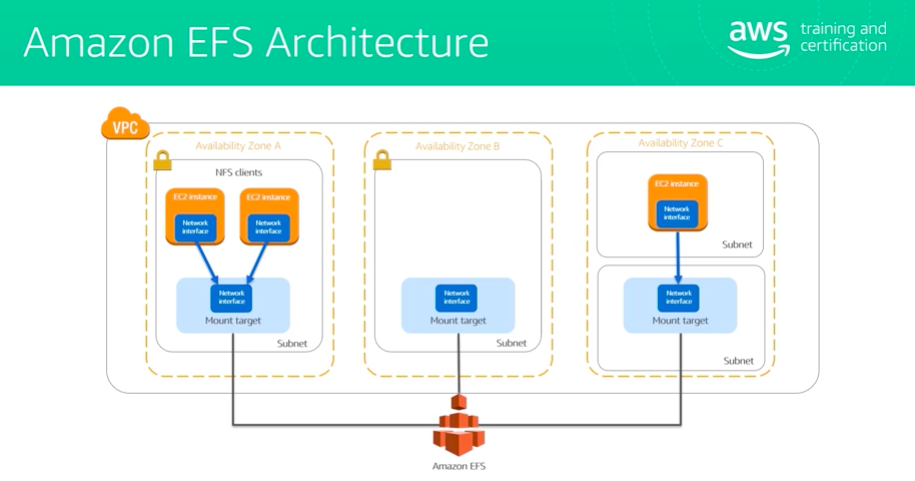 Amazon EFS Architecture
aws training and
certification
VPC
Availability Zone A
NFS clients
EC2 instance
Network
interface
EC2 instance
Network
interface
Network
interface
Mount target
Subnet
Availability Zone B
Network
interface
Mount target
Subnet
Availability Zone C
EC2 instance
Network
interface
Subnet
Network
interface
Mount target
Subnet
Amazon EFS